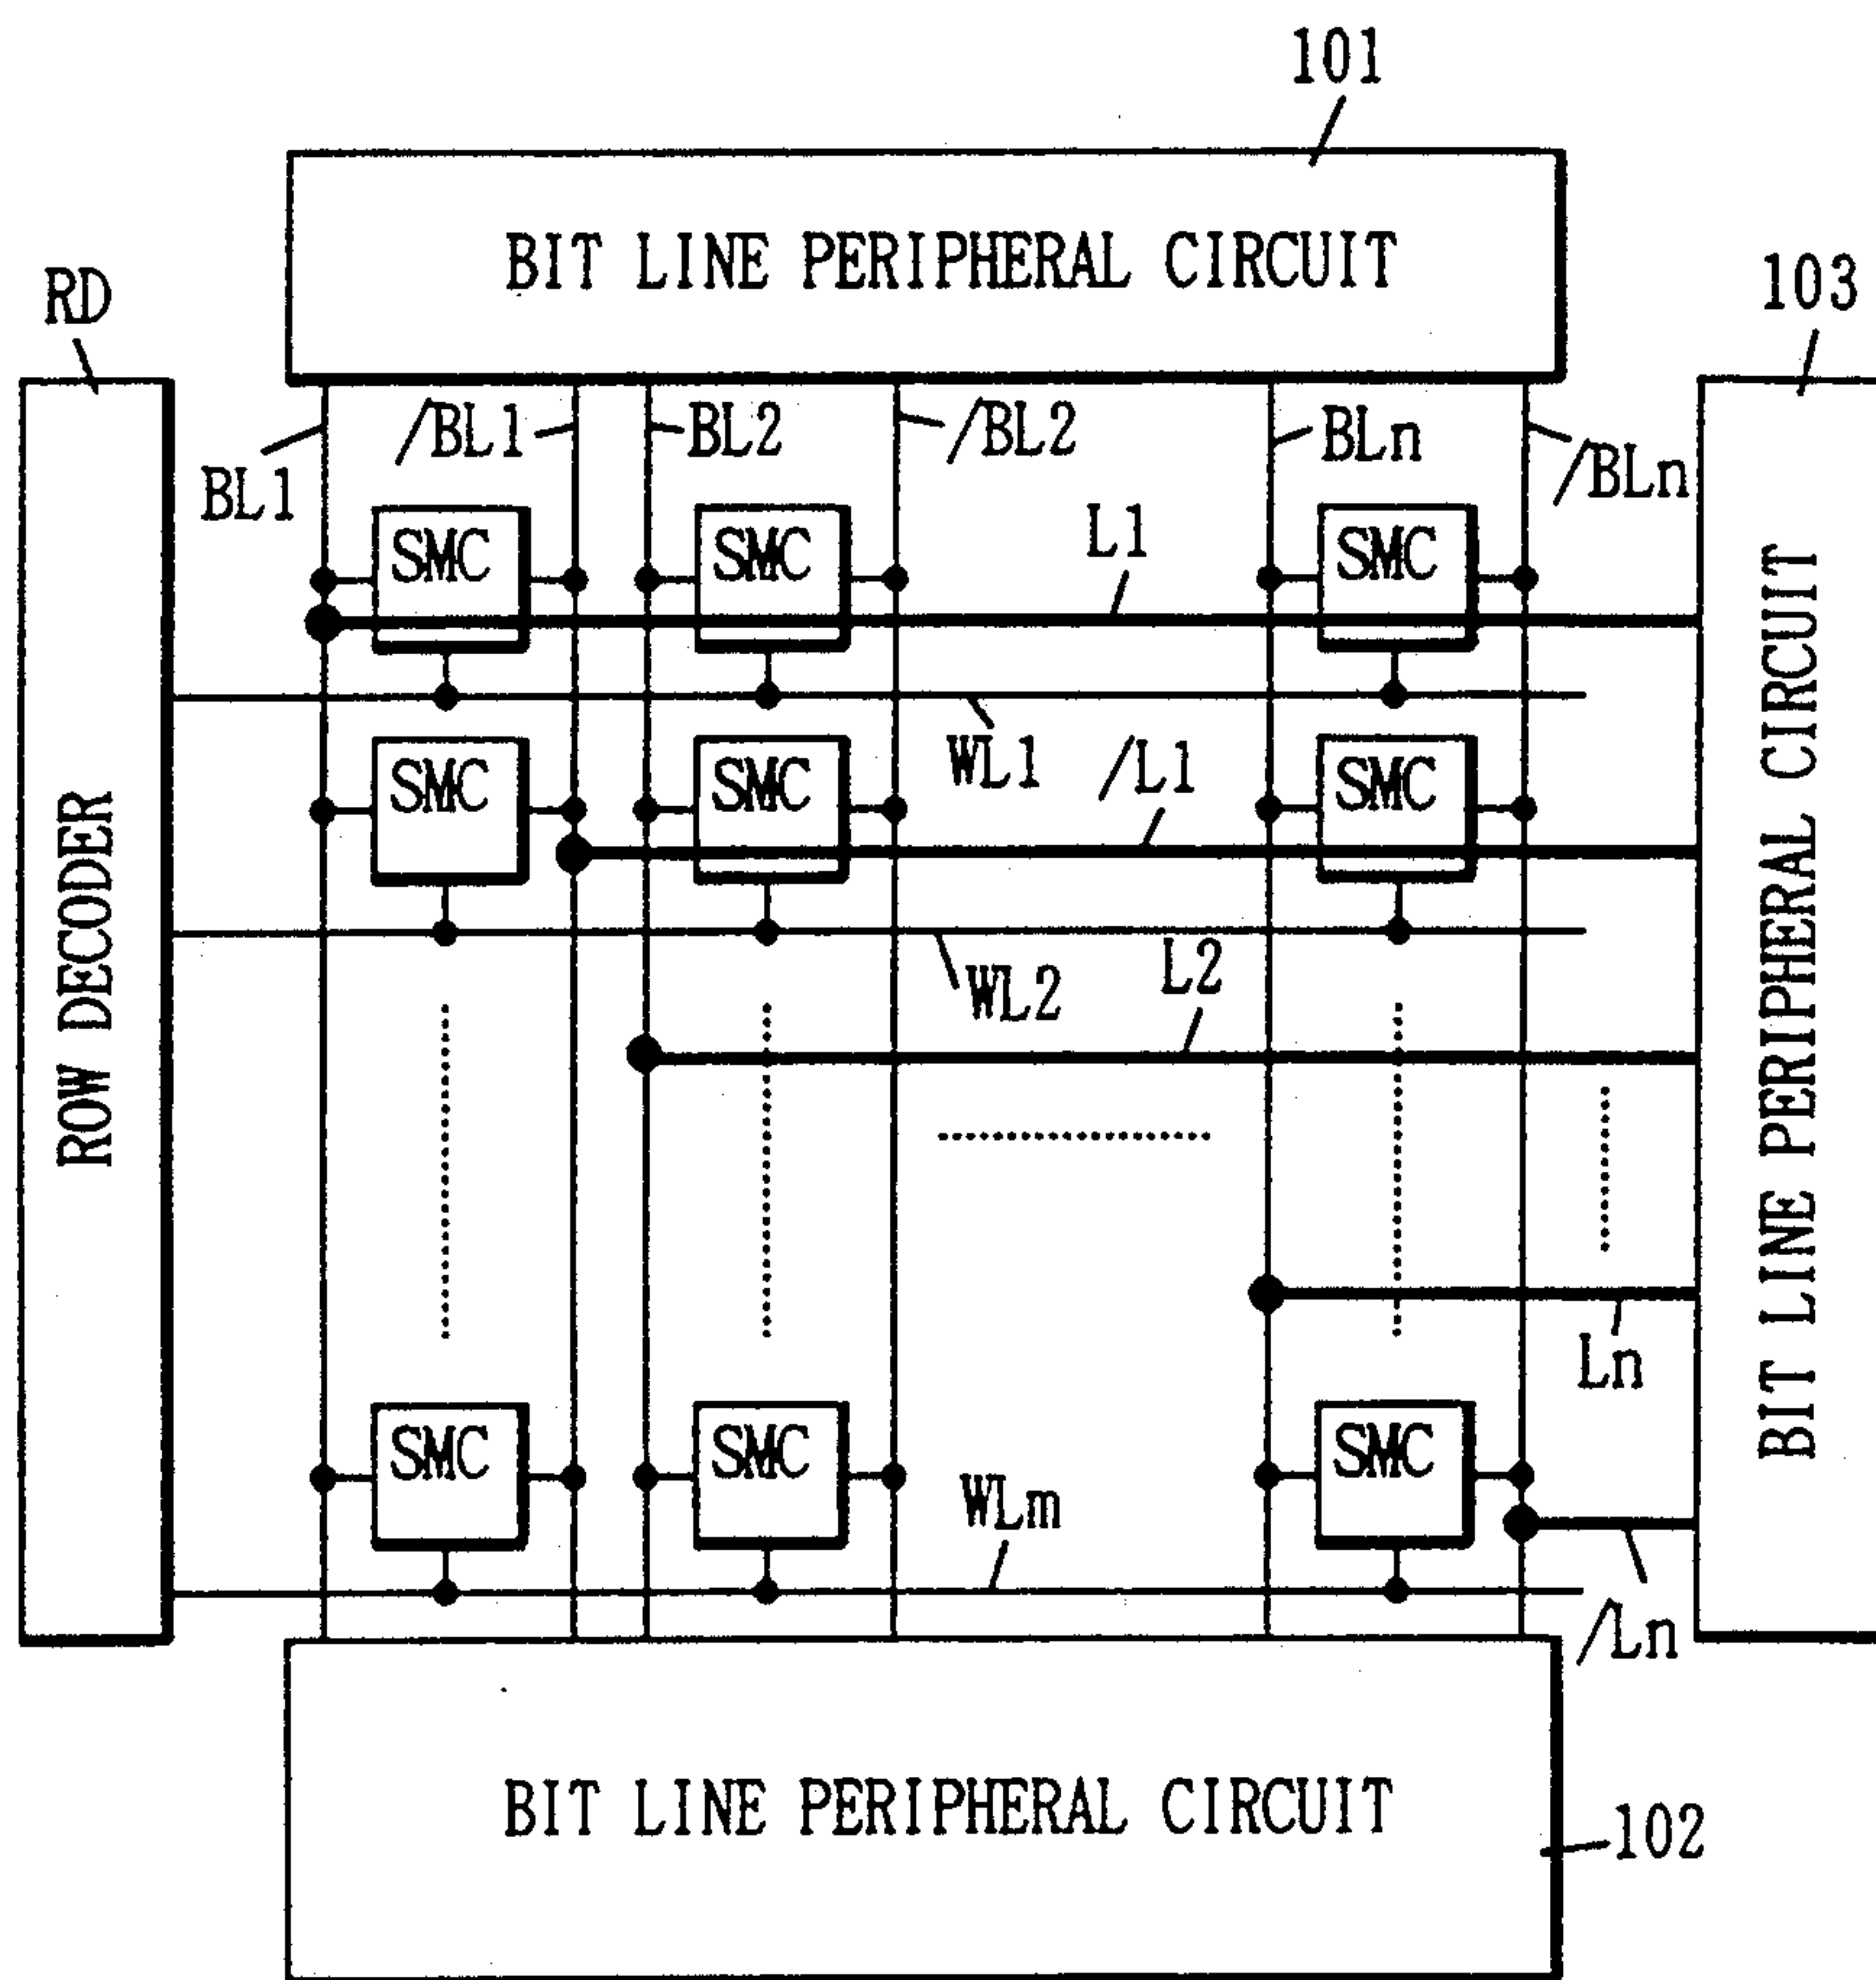 101
BIT LINE PERIPHERAL CIRCUIT
RD
103
BL1
/BL1
BL2
/BL2
BLn
/BLn
L1
SMC
SMC
SMC
WL1
/L1
SMC
SMC
SMC
WL2
L2
ROW DECODER
BIT LINE PERIPHERAL CIRCUIT
Ln
SMC
SMC
SMC
WLm
/Ln
BIT LINE PERIPHERAL CIRCUIT
102